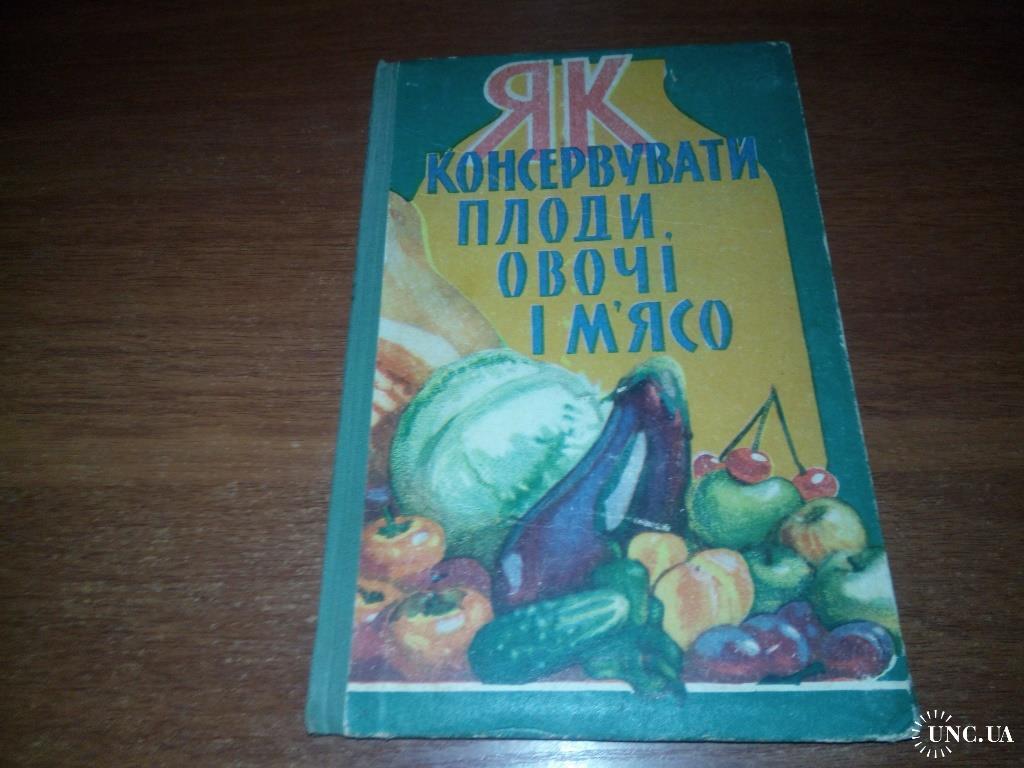 ЯК
КОНСЕРВУВАТИ
ПЛОДИ,
ОВОЧІ
І М'ЯСО
UNC.UA